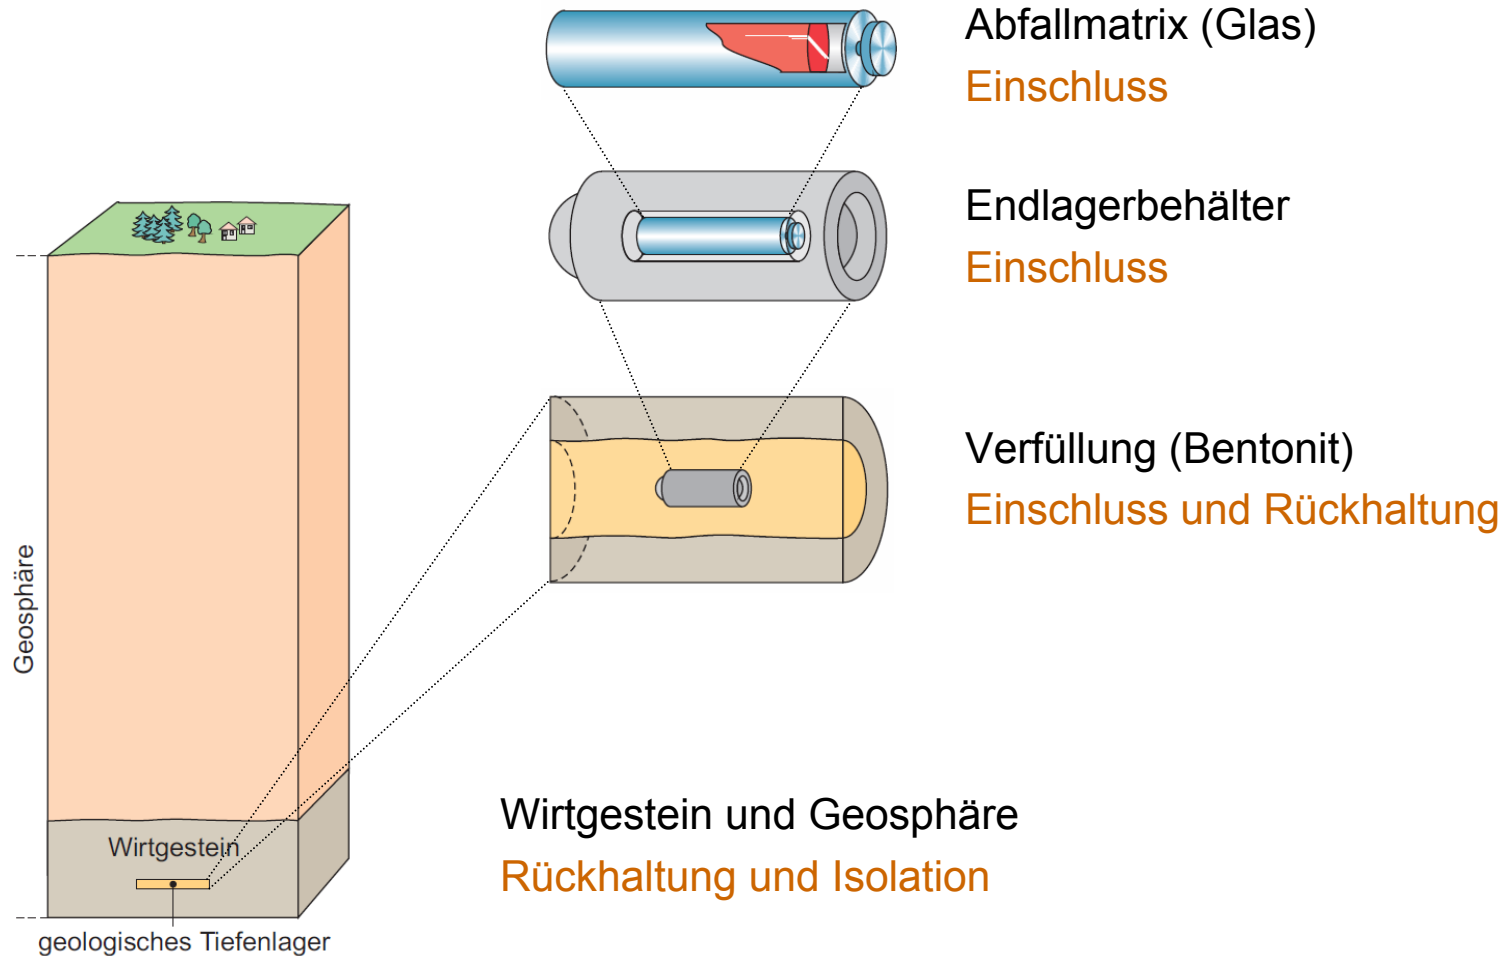 Abfallmatrix (Glas)
Einschluss
Endlagerbehälter
Einschluss
Verfüllung (Bentonit)
Einschluss und Rückhaltung
Geosphäre
Wirtgestein und Geosphäre
Rückhaltung und Isolation
Wirtgestein
geologisches Tiefenlager